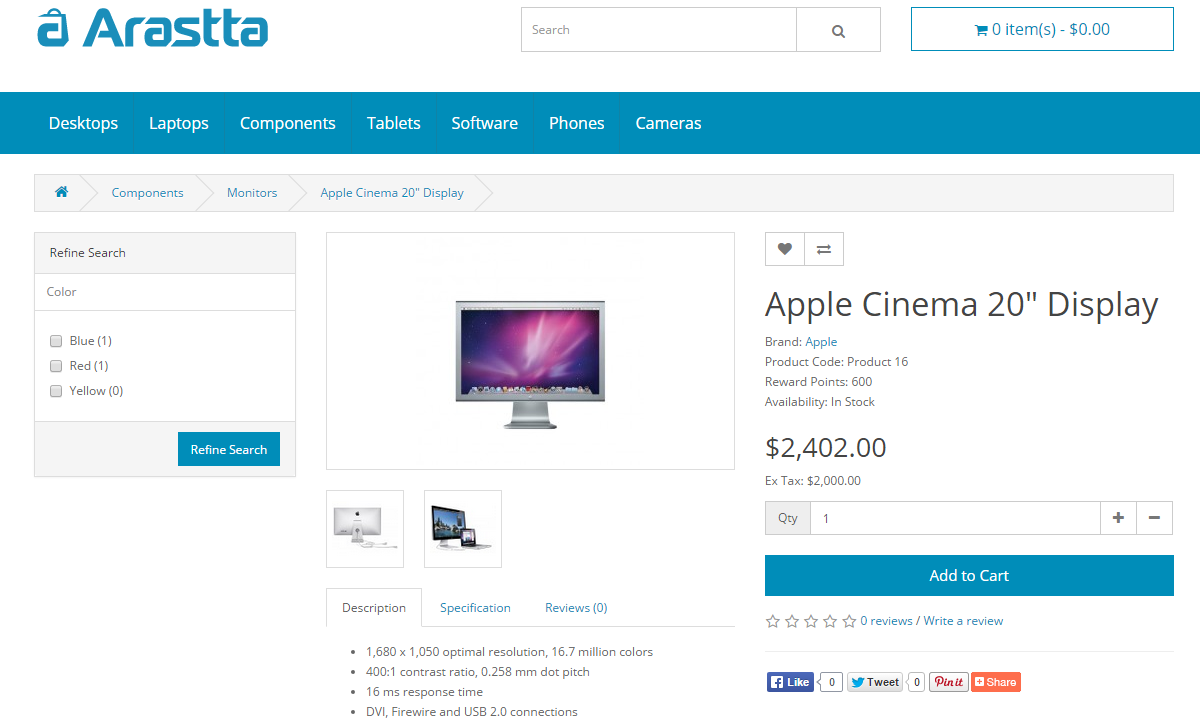 Arastta
Search
0 item(s) - $0.00
Desktops Laptops Components Tablets Software Phones Cameras
Components Monitors Apple Cinema 20" Display
Refine Search
Color
Blue (1)
Red (1)
Yellow (0)
Refine Search
Apple Cinema 20" Display
Brand: Apple
Product Code: Product 16
Reward Points: 600
Availability: In Stock
$2,402.00
Ex Tax: $2,000.00
Qty 1
Add to Cart
0 reviews / Write a review
Like 0 Tweet 0 Pin it Share
Description Specification Reviews (0)
1,680 x 1,050 optimal resolution, 16.7 million colors
400:1 contrast ratio, 0.258 mm dot pitch
16 ms response time
DVI, Firewire and USB 2.0 connections